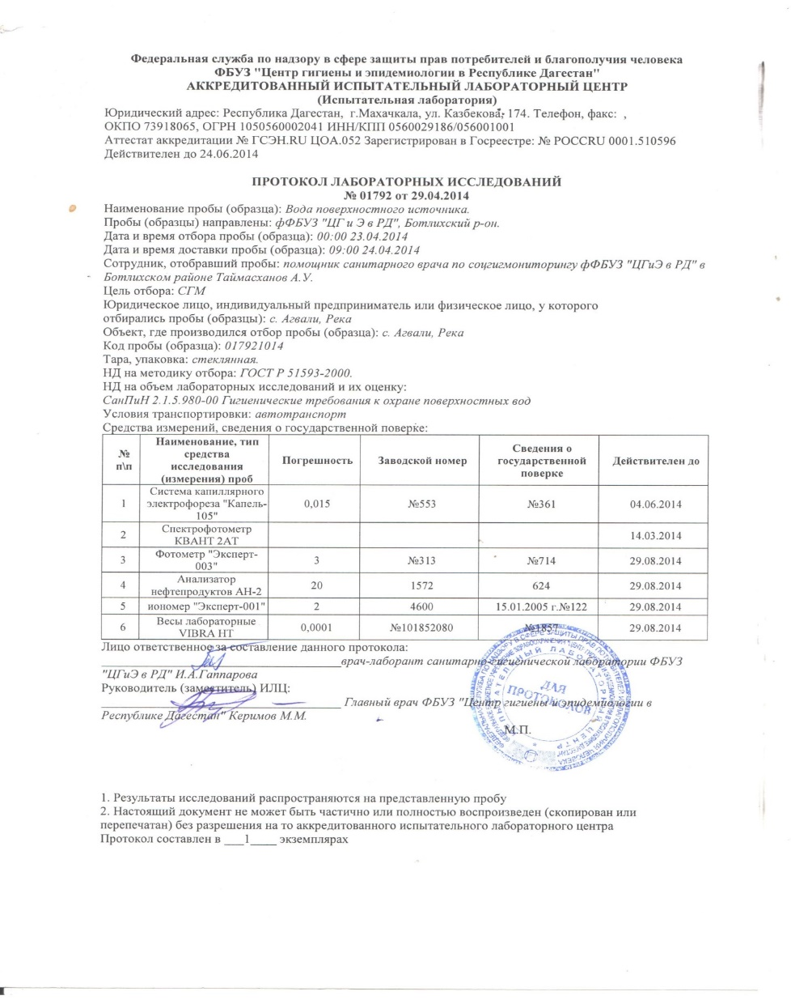 Федеральная служба по надзору в сфере защиты прав потребителей и благополучия человека
ФБУЗ "Центр гигиены и эпидемиологии в Республике Дагестан"
АККРЕДИТОВАННЫЙ ИСПЫТАТЕЛЬНЫЙ ЛАБОРАТОРНЫЙ ЦЕНТР
(Испытательная лаборатория)
Юридический адрес: Республика Дагестан, г.Махачкала, ул. Казбекова, 174. Телефон, факс: ,
ОКПО 73918065, ОГРН 1050560002041 ИНН/КПП 0560029186/056001001
Аттестат аккредитации № ГСЭН.RU ЦОА.052 Зарегистрирован в Госреестре: № РОССRU 0001.510596
Действителен до 24.06.2014
ПРОТОКОЛ ЛАБОРАТОРНЫХ ИССЛЕДОВАНИЙ
№ 01792 от 29.04.2014
Наименование пробы (образца): Вода поверхностного источника.
Пробы (образцы) направлены: фФБУЗ "ЦГ и Э в РД", Ботлихский р-он.
Дата и время отбора пробы (образца): 00:00 23.04.2014
Дата и время доставки пробы (образца): 09:00 24.04.2014
Сотрудник, отобравший пробы: помощник санитарного врача по соцгигмониторингу фФБУЗ "ЦГиЭ в РД" в
Ботлихском районе Таймасханов А.У.
Цель отбора: СГМ
Юридическое лицо, индивидуальный предприниматель или физическое лицо, у которого
отбирались пробы (образцы): с. Агвали, Река
Объект, где производился отбор пробы (образца): с. Агвали, Река
Код пробы (образца): 017921014
Тара, упаковка: стеклянная.
НД на методику отбора: ГОСТ Р 51593-2000.
НД на объем лабораторных исследований и их оценку:
СанПиН 2.1.5.980-00 Гигиенические требования к охране поверхностных вод
Условия транспортировки: автотранспорт
Средства измерений, сведения о государственной поверке:
№ п\п Наименование, тип средства исследования (измерения) проб Погрешность Заводской номер Сведения о государственной поверке Действителен до
1 Система капиллярного электрофореза "Капель-105" 0,015 №553 №361 04.06.2014
2 Спектрофотометр КВАНТ 2АТ 14.03.2014
3 Фотометр "Эксперт-003" 3 №313 №714 29.08.2014
4 Анализатор нефтепродуктов АН-2 20 1572 624 29.08.2014
5 иономер "Эксперт-001" 2 4600 15.01.2005 г.№122 29.08.2014
6 Весы лабораторные VIBRA HT 0,0001 №101852080 №1857 29.08.2014
Лицо ответственное за составление данного протокола:
врач-лаборант санитарно-гигиенической лаборатории ФБУЗ
"ЦГиЭ в РД" И.А.Гаппарова
Руководитель (заместитель) ИЛЦ:
Главный врач ФБУЗ "Центр гигиены и эпидемиологии в
Республике Дагестан" Керимов М.М.
ДЛЯ
ПРОТОКОЛОВ
М.П.
1. Результаты исследований распространяются на представленную пробу
2. Настоящий документ не может быть частично или полностью воспроизведен (скопирован или
перепечатан) без разрешения на то аккредитованного испытательного лабораторного центра
Протокол составлен в ___1____ экземплярах